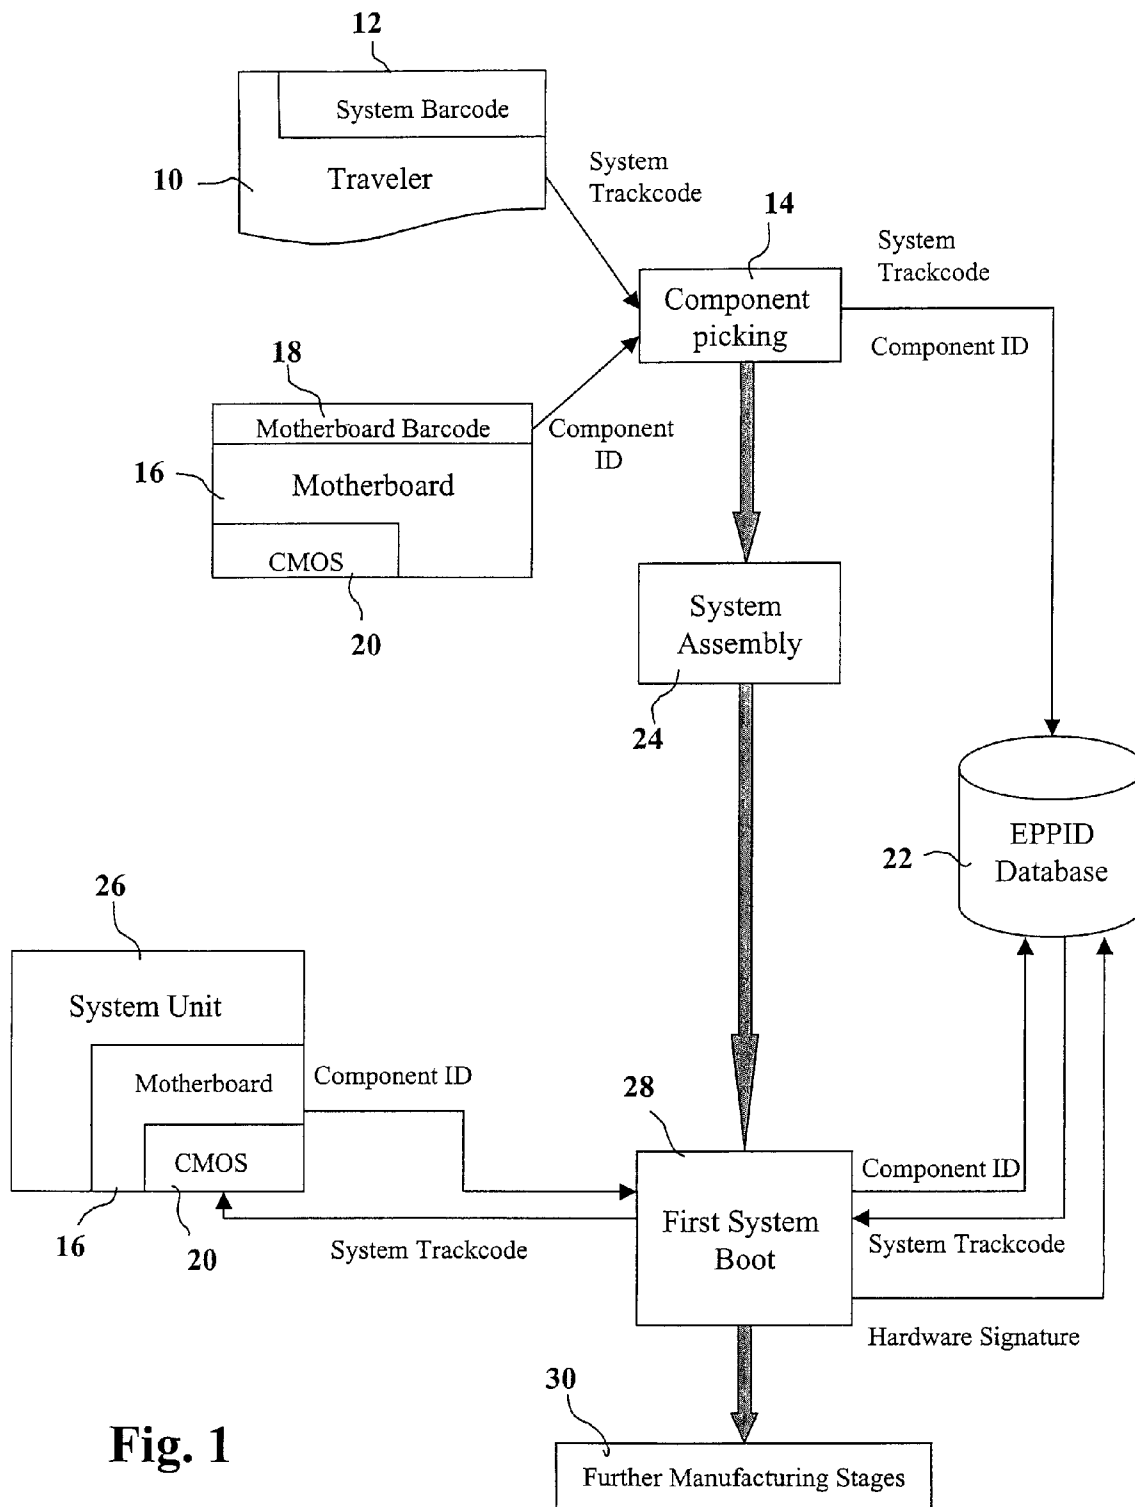 12
System Barcode
10
Traveler
System
Trackcode
14
System
Trackcode
Component
picking
Component ID
18
Motherboard Barcode
Component
ID
16
Motherboard
CMOS
20
System
Assembly
24
EPPID
Database
22
26
System Unit
Motherboard
Component ID
28
CMOS
Component ID
First System
Boot
16
20
System Trackcode
System Trackcode
Hardware Signature
30
Fig. 1
Further Manufacturing Stages